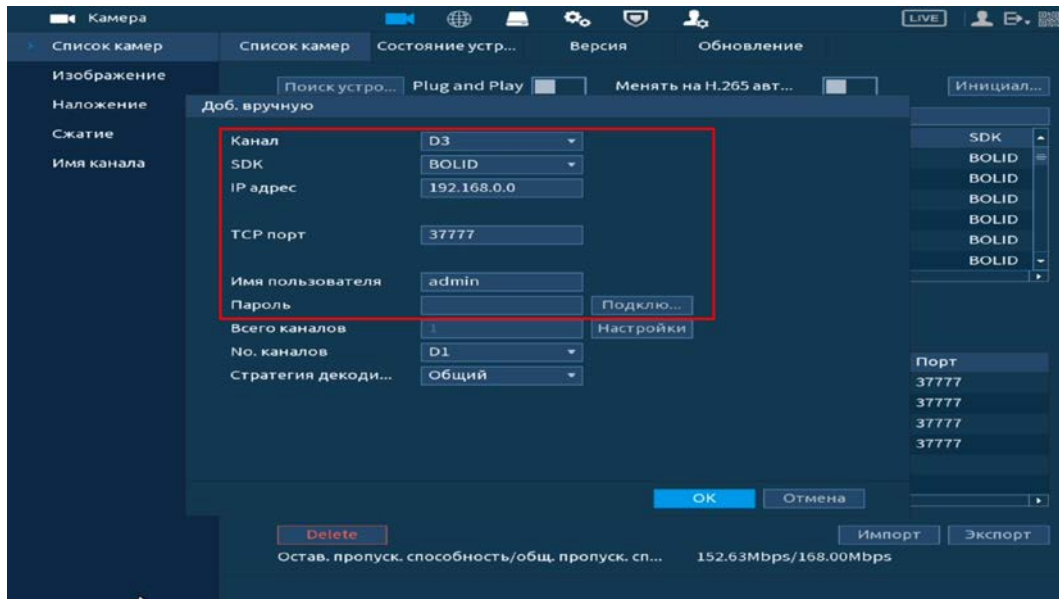 Камера LIVE
Список камер Список камер Состояние устр... Версия Обновление
Изображение
Поиск устро... Plug and Play Менять на H.265 авт... Инициал...
Наложение Доб. вручную
Сжатие
Имя канала
Канал D3 SDK
SDK BOLID BOLID
IP адрес 192.168.0.0 BOLID
BOLID
TCP порт 37777 BOLID
BOLID
BOLID
Имя пользователя admin
Пароль Подклю...
Всего каналов 1 Настройки
No. каналов D1
Порт
Стратегия декоди... Общий
37777
37777
37777
37777
OK Отмена
Delete Импорт Экспорт
Остав. пропуск. способность/общ. пропуск. сп... 152.63Mbps/168.00Mbps